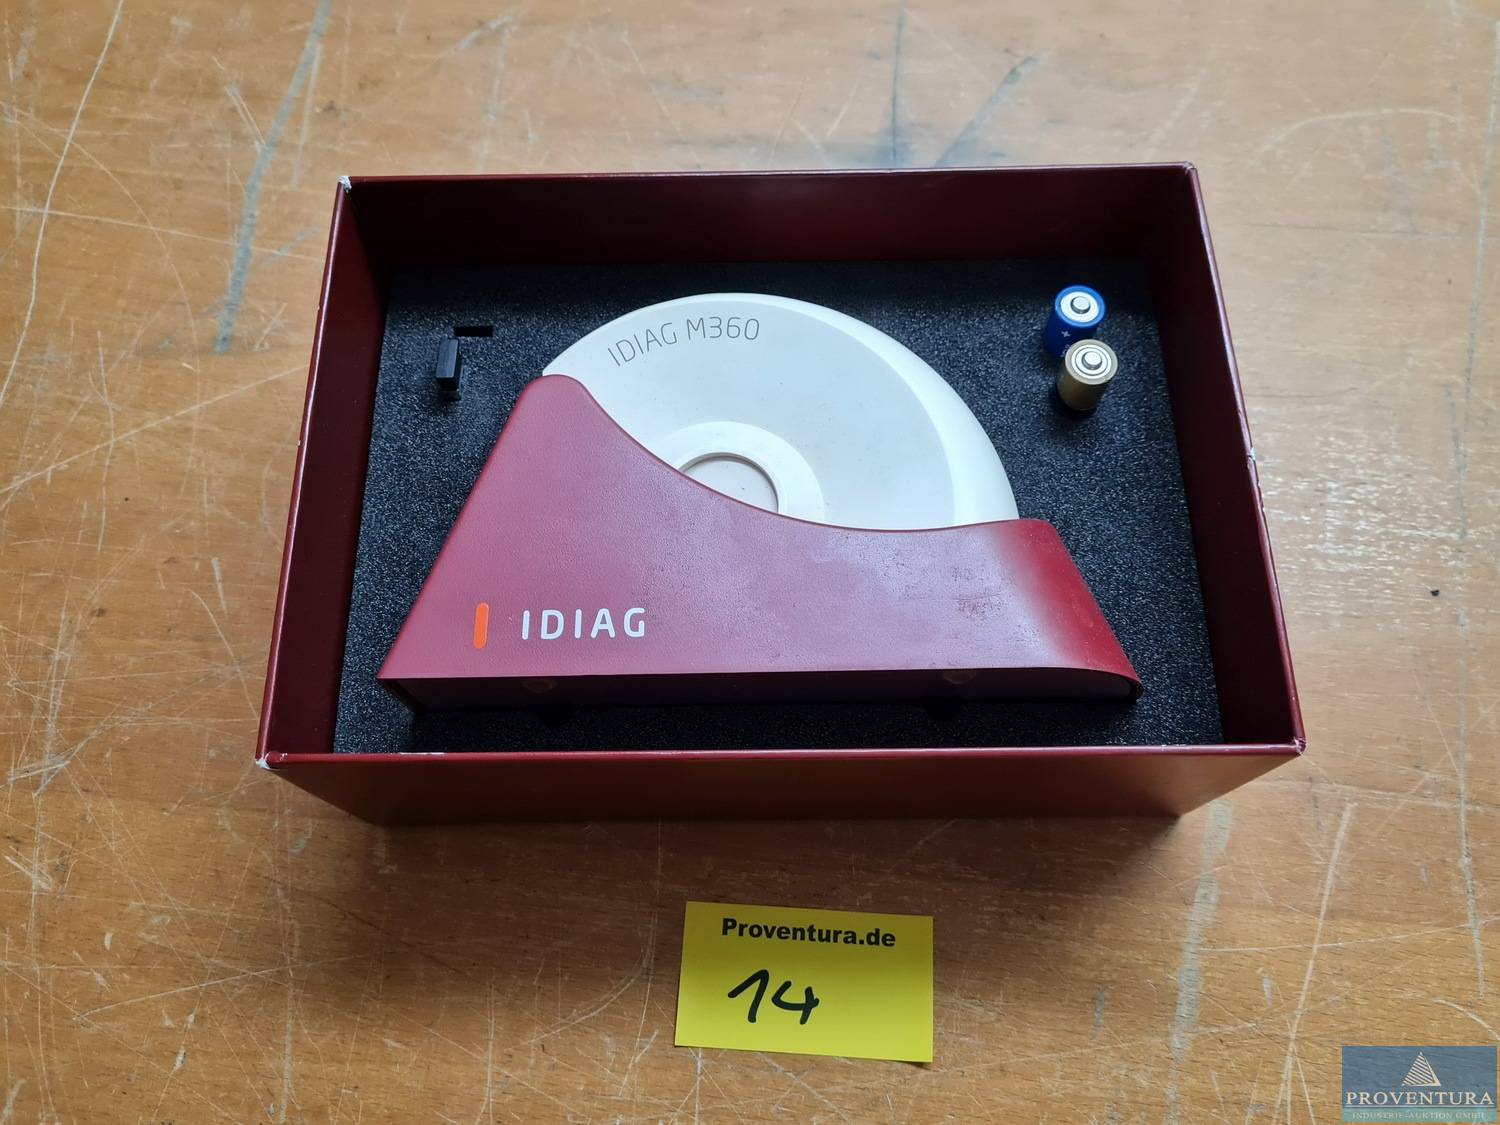 IDIAG M360
IDIAG
Proventura.de
14
PROVENTURA
INDUSTRIE-AUKTION GMBH